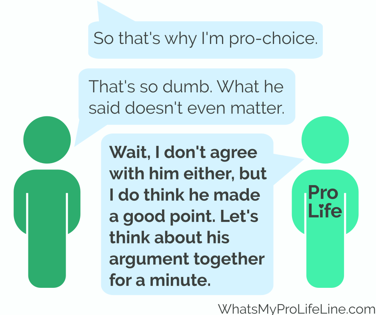 So that's why I'm pro-choice.
That's so dumb. What he
said doesn't even matter.
Wait, I don't agree
with him either, but
I do think he made
a good point. Let's
think about his
argument together
for a minute.
Pro
Life
WhatsMyProLifeLine.com